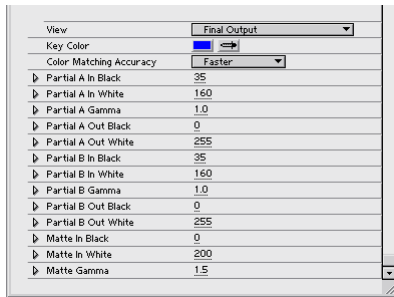 View Final Output
Key Color
Color Matching Accuracy Faster
Partial A In Black 35
Partial A In White 160
Partial A Gamma 1.0
Partial A Out Black 0
Partial A Out White 255
Partial B In Black 35
Partial B In White 160
Partial B Gamma 1.0
Partial B Out Black 0
Partial B Out White 255
Matte In Black 0
Matte In White 200
Matte Gamma 1.5